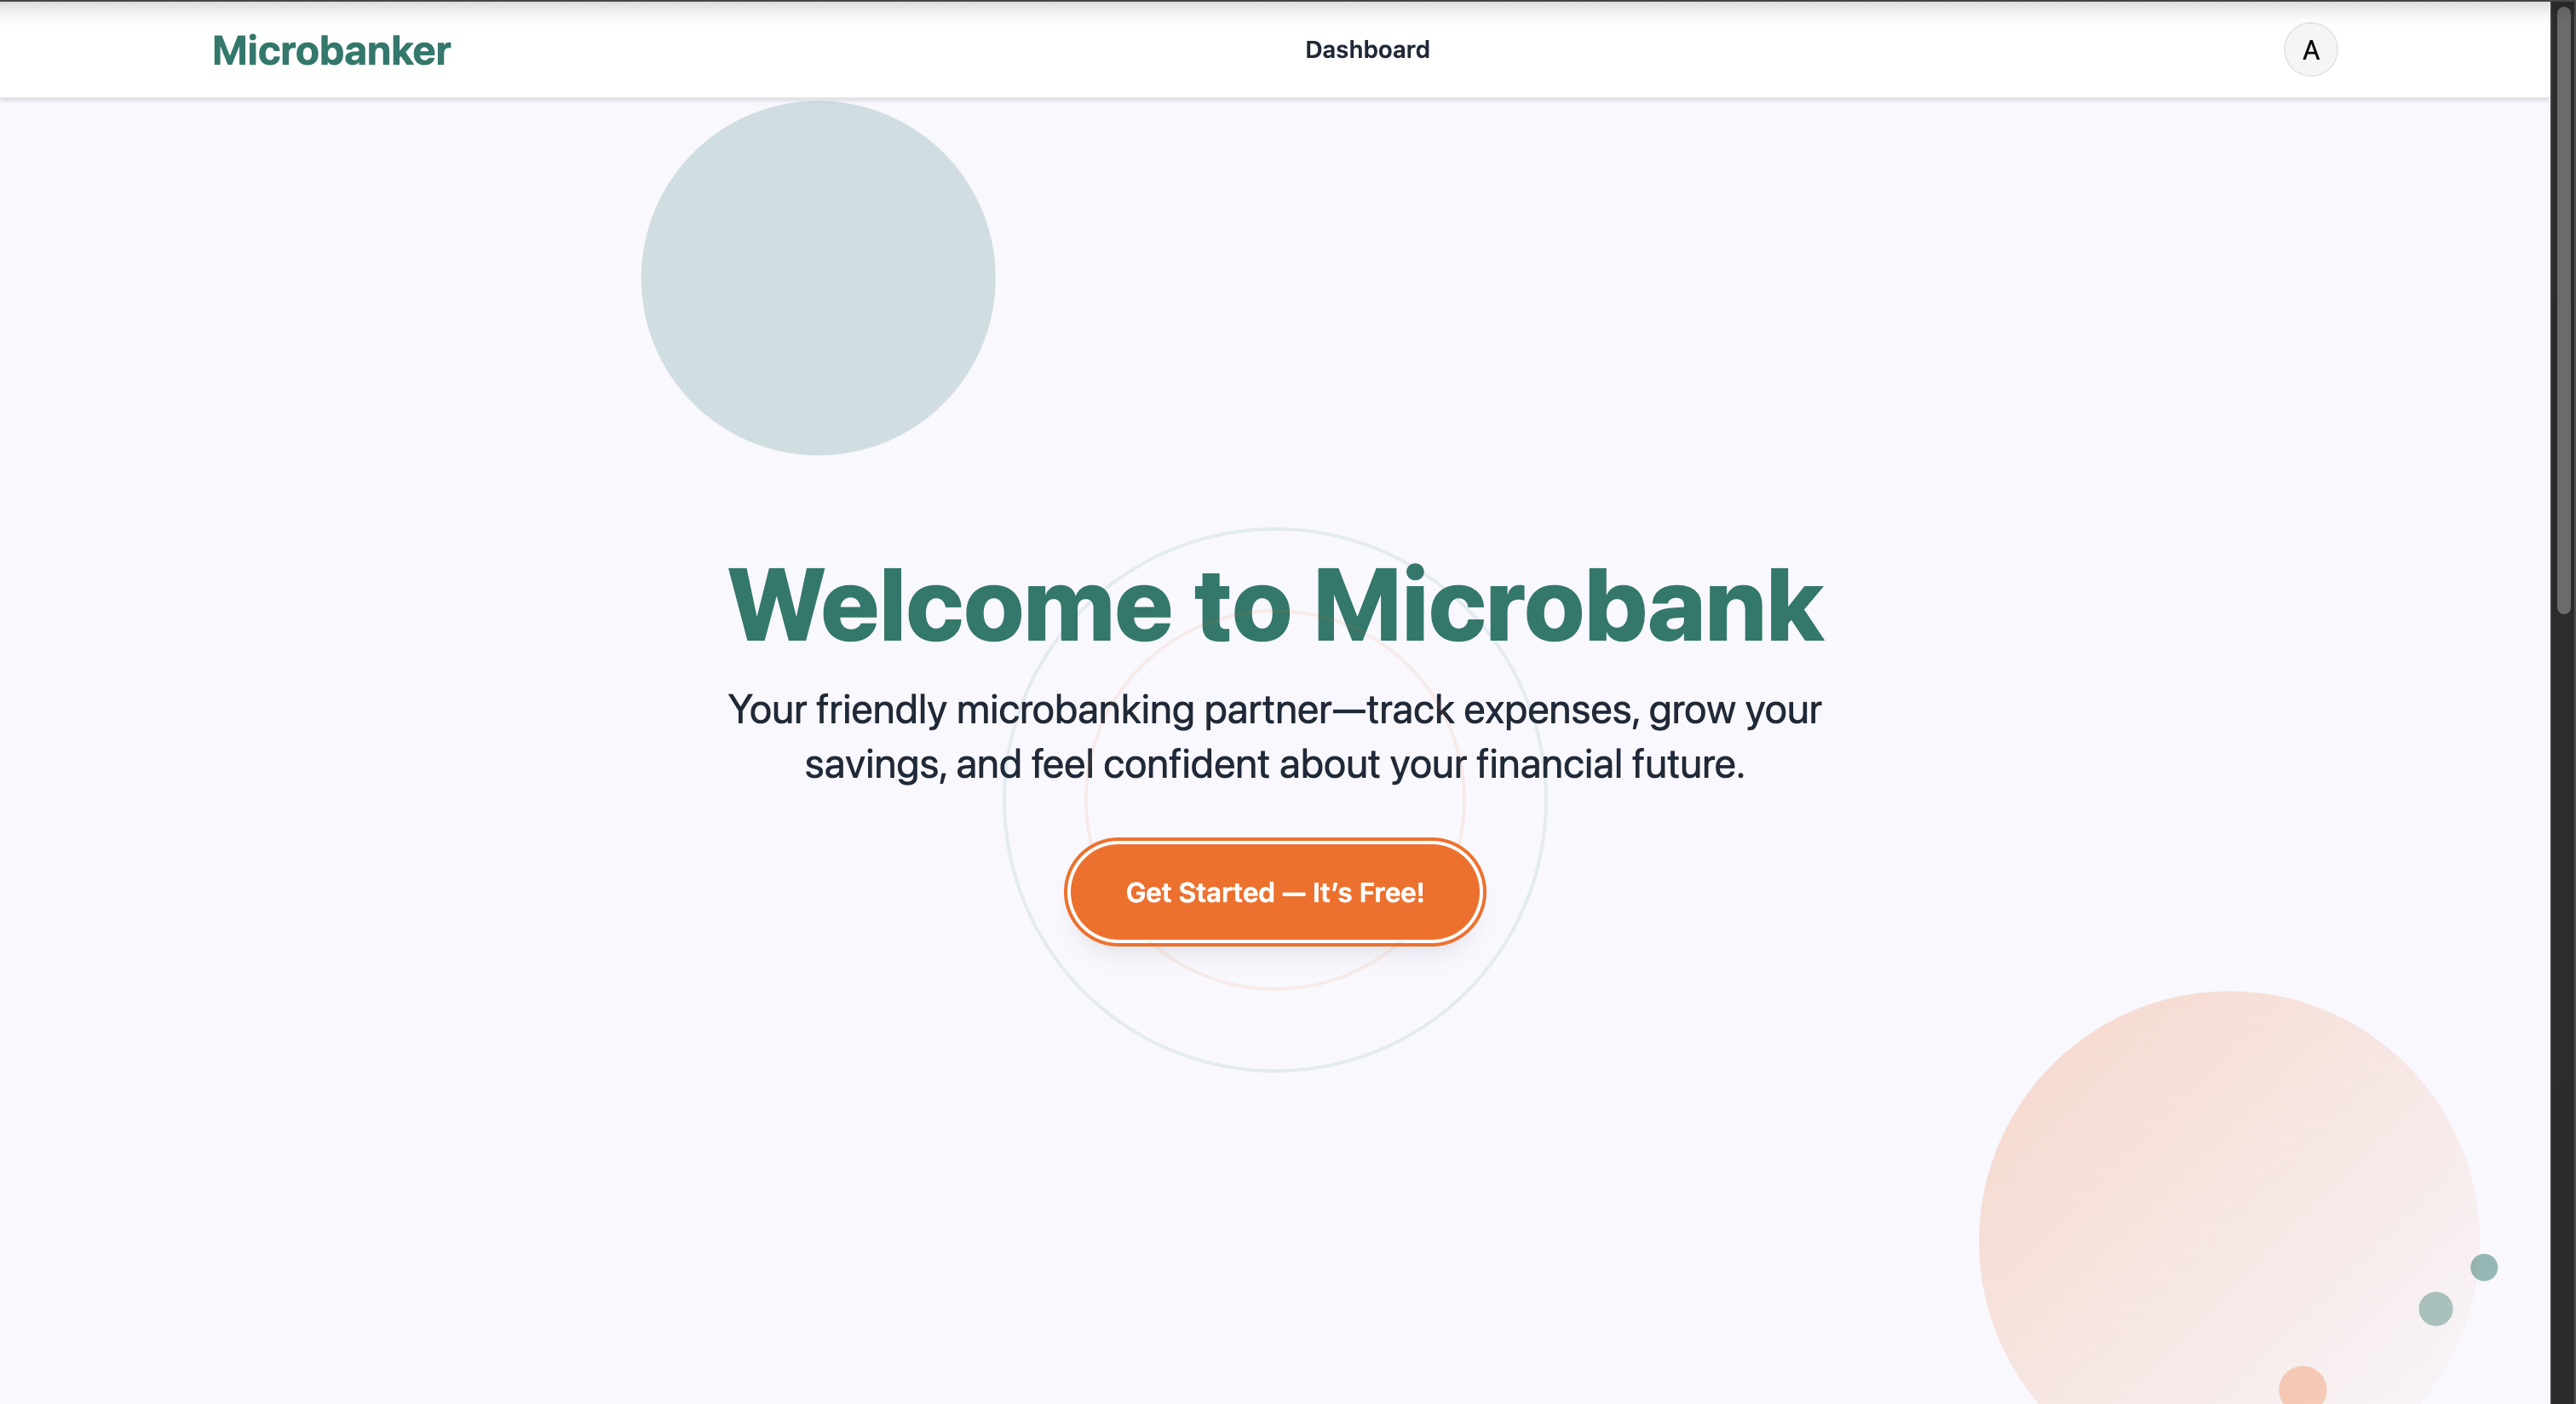 Microbanker
Dashboard
A
Welcome to Microbank
Your friendly microbanking partner—track expenses, grow your
savings, and feel confident about your financial future.
Get Started — It’s Free!